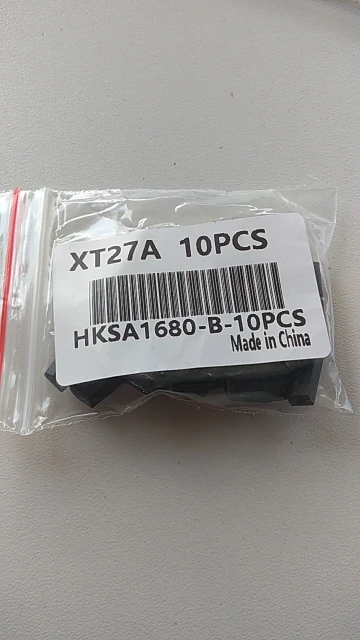 XT27A 10PCS
HKSA1680-B-10PCS
Made in China